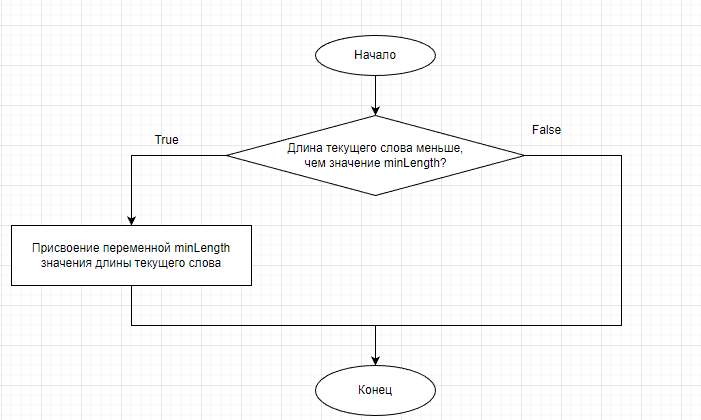 Начало
True
False
Длина текущего слова меньше,
чем значение minLength?
Присвоение переменной minLength
значения длины текущего слова
Конец